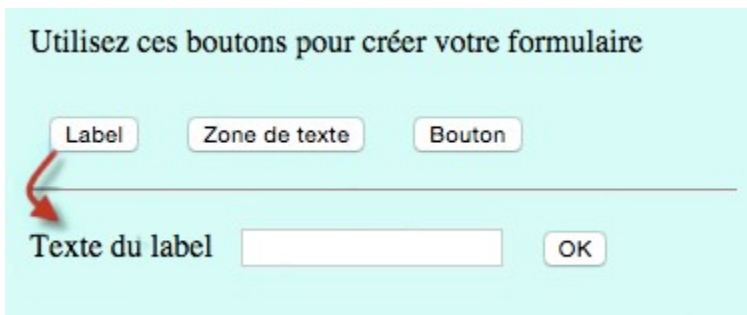 Utilisez ces boutons pour créer votre formulaire
Label Zone de texte Bouton
Texte du label OK